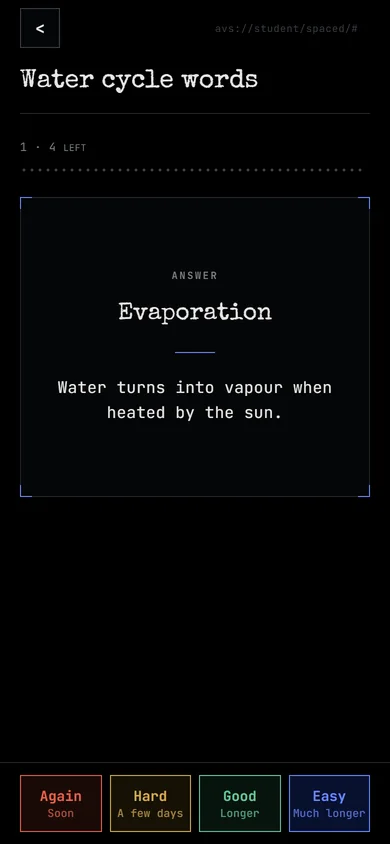 <
avs://student/spaced/#
Water cycle words
1 · 4 LEFT
ANSWER
Evaporation
Water turns into vapour when
heated by the sun.
Again
Soon
Hard
A few days
Good
Longer
Easy
Much longer